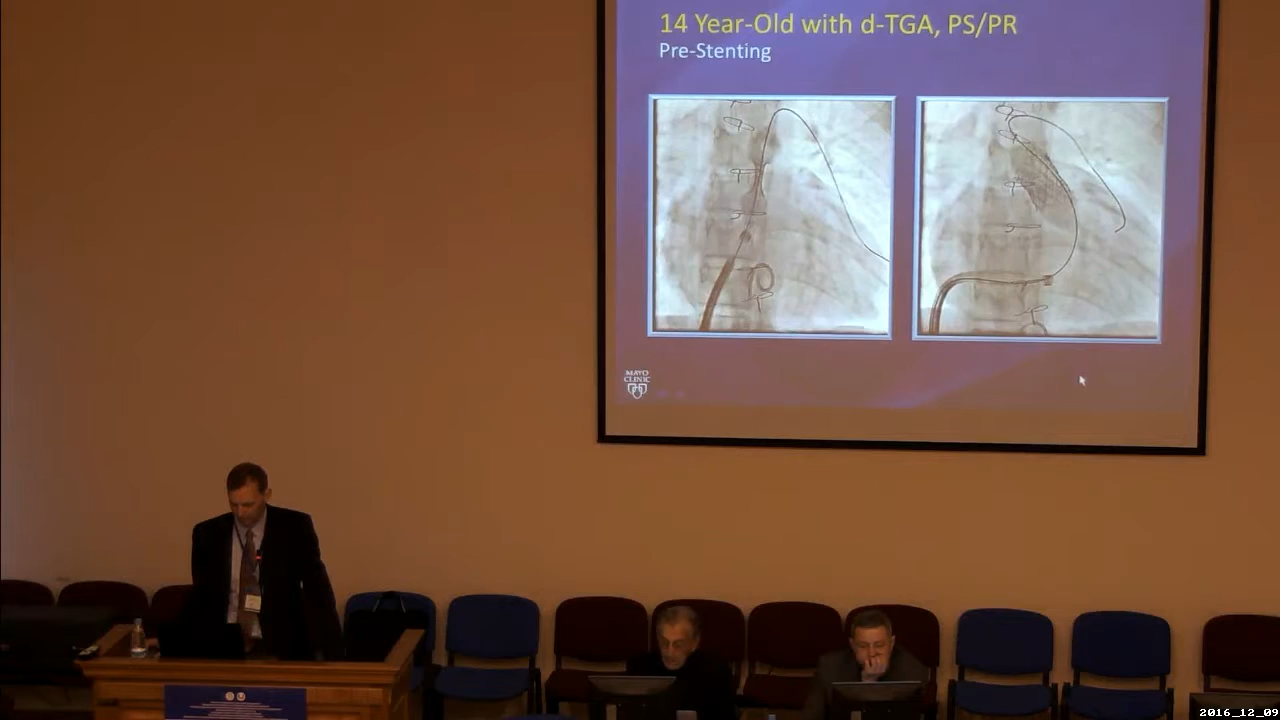 14 Year-Old with d-TGA, PS/PR
Pre-Stenting
MAYO
CLINIC
2016_12_09